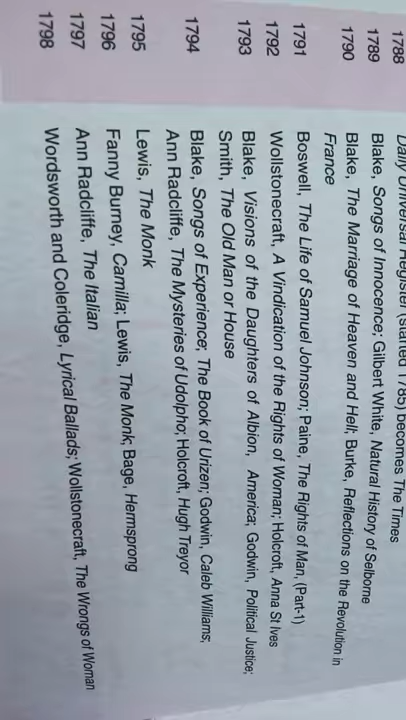 1788 Daily Universal Register (started 1785) becomes The Times
1789 Blake, Songs of Innocence; Gilbert White, Natural History of Selborne
1790 Blake, The Marriage of Heaven and Hell; Burke, Reflections on the Revolution in
France
1791 Boswell, The Life of Samuel Johnson; Paine, The Rights of Man, (Part-1)
1792 Wollstonecraft, A Vindication of the Rights of Woman; Holcroft, Anna St Ives
1793 Blake, Visions of the Daughters of Albion, America; Godwin, Political Justice;
Smith, The Old Man or House
1794 Blake, Songs of Experience; The Book of Urizen; Godwin, Caleb Williams;
Ann Radcliffe, The Mysteries of Udolpho; Holcroft, Hugh Treyor
1795 Lewis, The Monk
1796 Fanny Burney, Camilla; Lewis, The Monk; Bage, Hermsprong
1797 Ann Radcliffe, The Italian
1798 Wordsworth and Coleridge, Lyrical Ballads; Wollstonecraft, The Wrongs of Woman